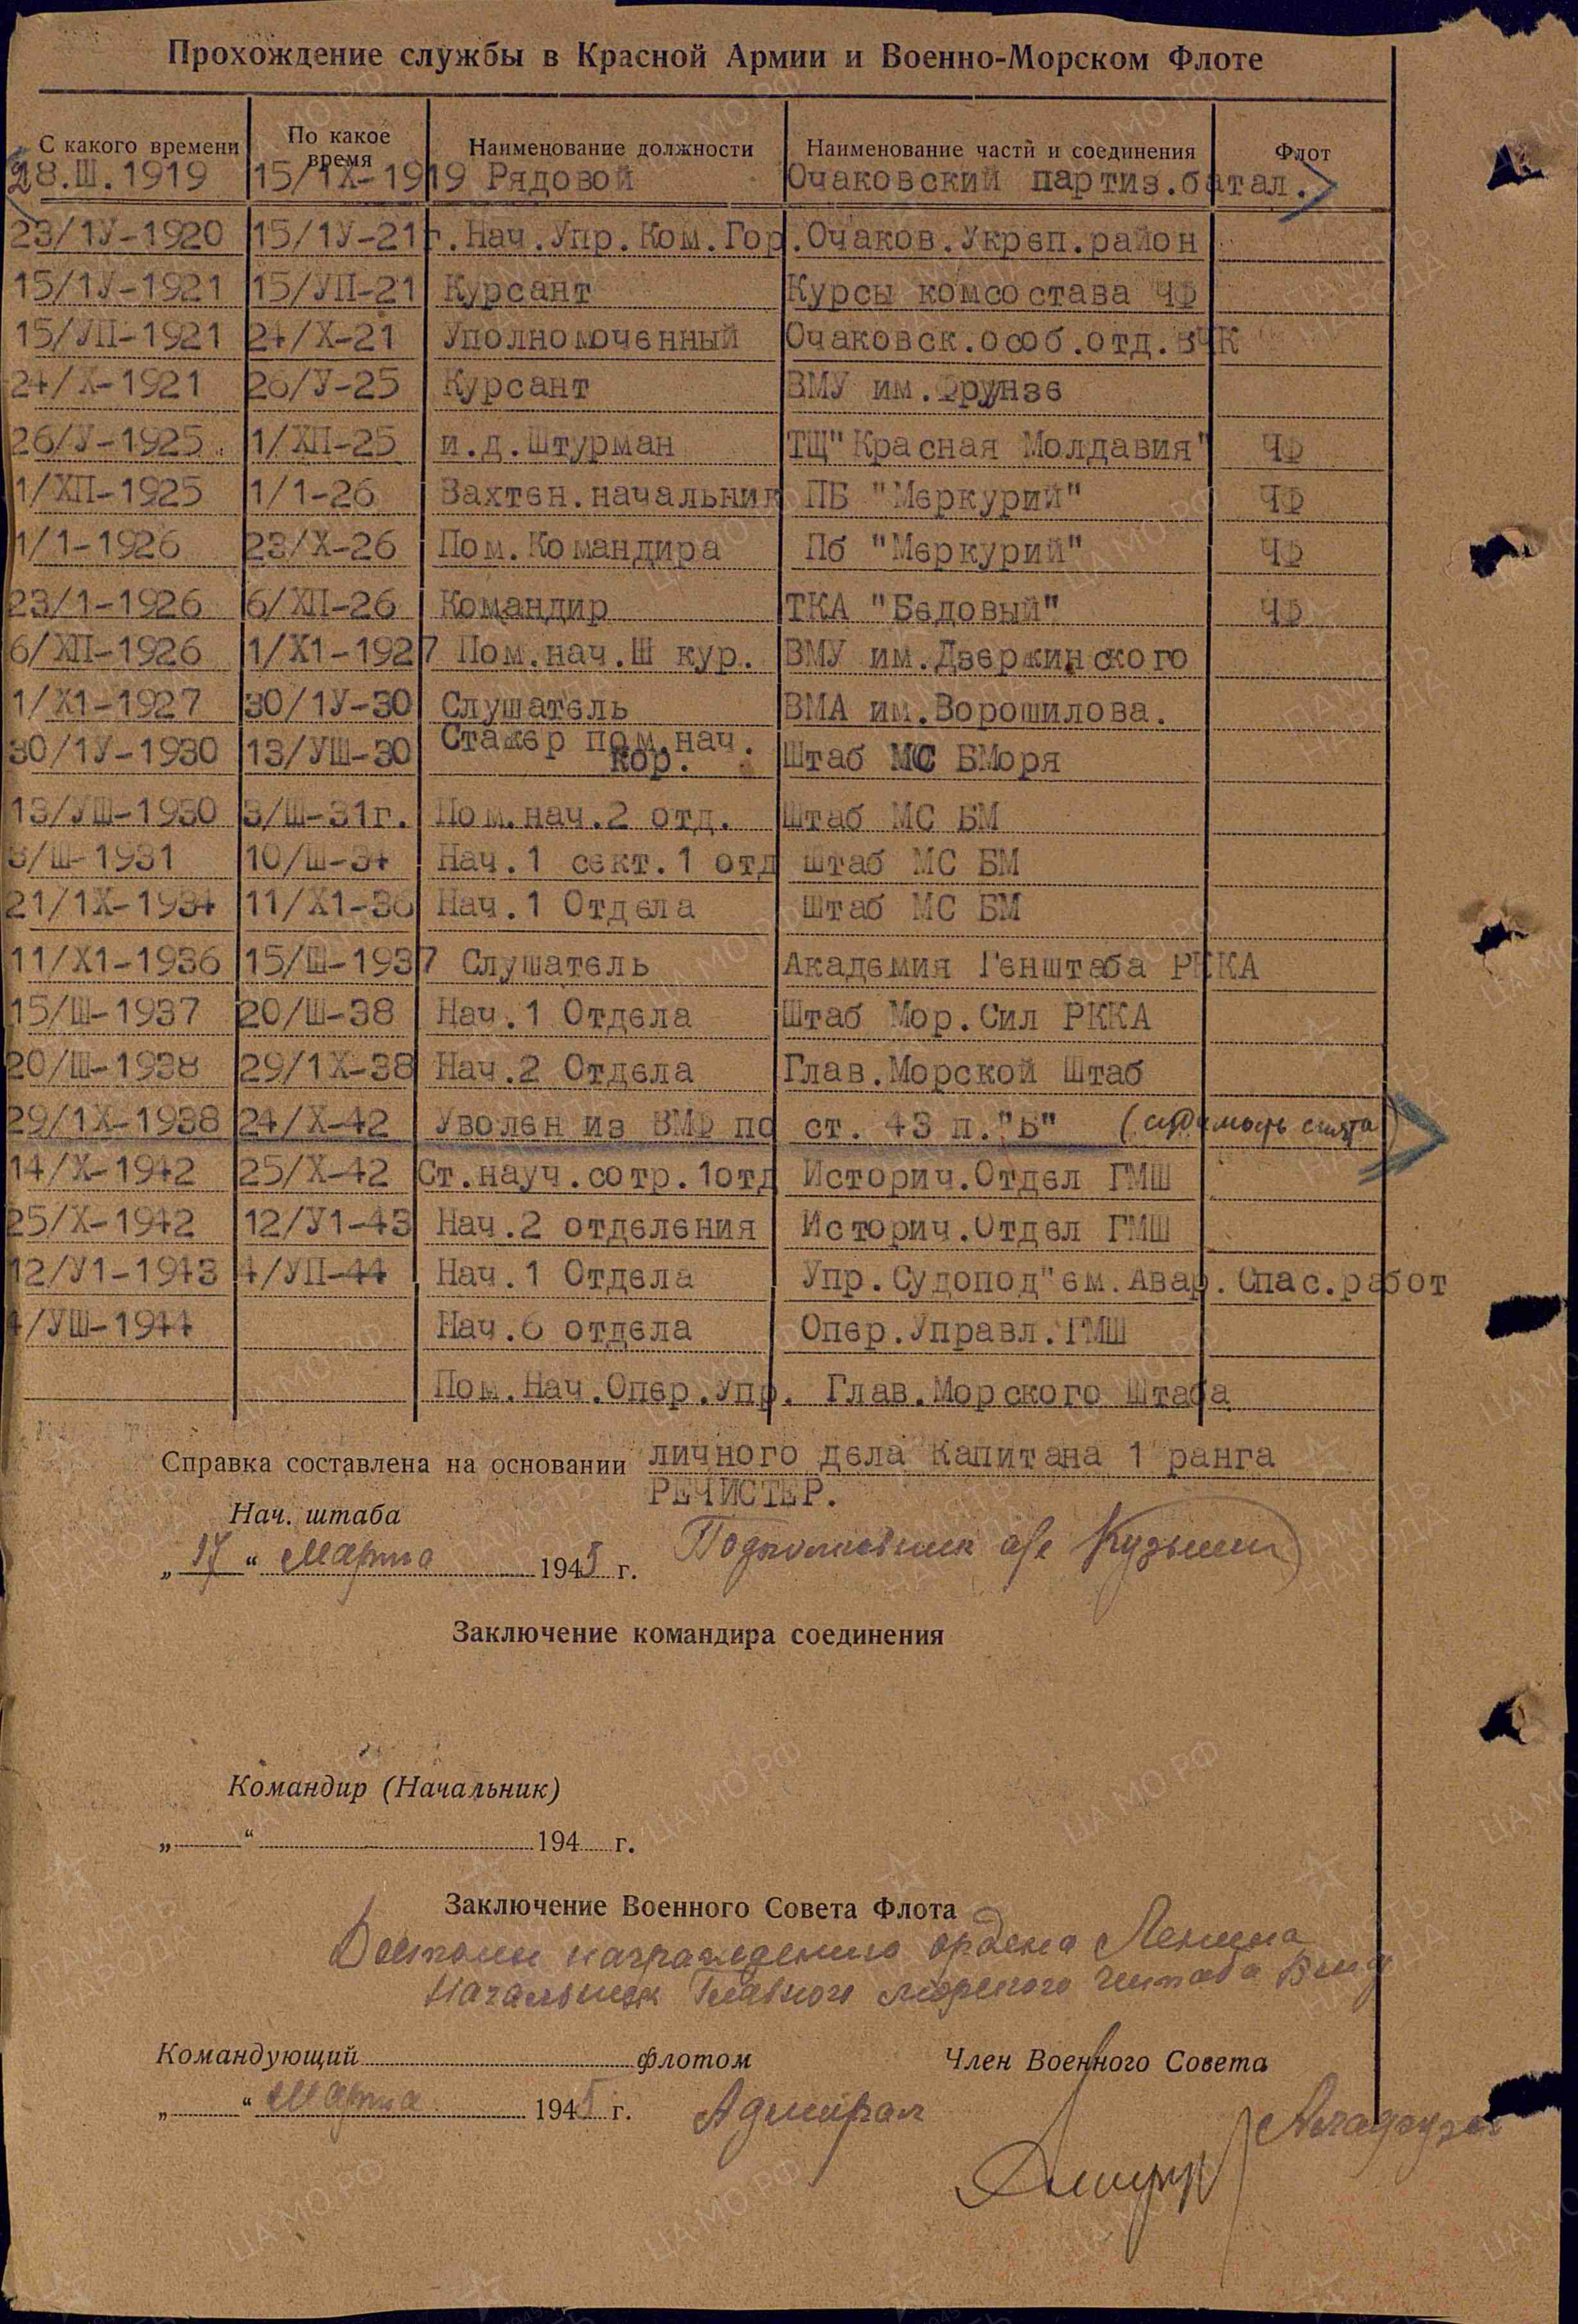 Прохождение службы в Красной Армии и Военно-Морском Флоте
С какого времени По какое время Наименование должности Наименование части и соединения Флот
28.Ш.1919 15/1Х-1919 Рядовой Очаковский партиз.батал.
23/1У-1920 15/1У-21г. Нач.Упр.Ком.Гор. Очаков.Укреп.район
15/1У-1921 15/УП-21 Курсант Курсы комсостава ЧФ
15/УП-1921 24/Х-21 Уполномоченный Очаковск.особ.отд.ВЧК
24/Х-1921 26/У-25 Курсант ВМУ им.Фрунзе
26/У-1925 1/ХП-25 и.д.Штурман ТЩ"Красная Молдавия" ЧФ
1/ХП-1925 1/1-26 Вахтен.начальник ПБ "Меркурий" ЧФ
1/1-1926 23/Х-26 Пом.Командира Пб "Меркурий" ЧФ
23/1-1926 6/ХП-26 Командир ТКА "Бедовый" ЧФ
6/ХП-1926 1/Х1-1927 Пом.нач.Ш кур. ВМУ им.Дзержинского
1/Х1-1927 30/1У-30 Слушатель ВМА им.Ворошилова.
30/1У-1930 13/УШ-30 Стажер пом.нач. кор. Штаб МС БМоря
13/УШ-1930 3/Ш-31г. Пом.нач.2 отд. Штаб МС БМ
3/Ш-1931 10/Ш-34 Нач.1 сект.1 отд штаб МС БМ
21/1Х-1934 11/Х1-36 Нач.1 Отдела Штаб МС БМ
11/Х1-1936 15/Ш-1937 Слушатель Академия Генштаба РККА
15/Ш-1937 20/Ш-38 Нач.1 Отдела Штаб Мор.Сил РККА
20/Ш-1938 29/1Х-38 Нач.2 Отдела Глав.Морской Штаб
29/1Х-1938 24/Х-42 Уволен из ВМФ по ст. 43 п."Б" (судимость снята)
14/Х-1942 25/Х-42 Ст.науч.сотр.1отд Историч.Отдел ГМШ
25/Х-1942 12/У1-43 Нач.2 отделения Историч.Отдел ГМШ
12/У1-1943 4/УП-44 Нач.1 Отдела Упр.Судопод"ем.Авар.Спас.работ
4/УШ-1944 Нач.6 отдела Опер.Управл.ГМШ
Пом.Нач.Опер.Упр. Глав.Морского Штаба
Справка составлена на основании личного дела Капитана 1 ранга
РЕЧИСТЕР.
Нач. штаба
„17“ Марта 1945 г. Подполковник а/с Кузьмин
Заключение командира соединения
Командир (Начальник)
„ “ 194 г.
Заключение Военного Совета Флота
Достоин награждению ордена Ленина
Начальник Главного морского штаба ВМФ
Командующий флотом Член Военного Совета
„ “ Марта 1945 г. Адмирал